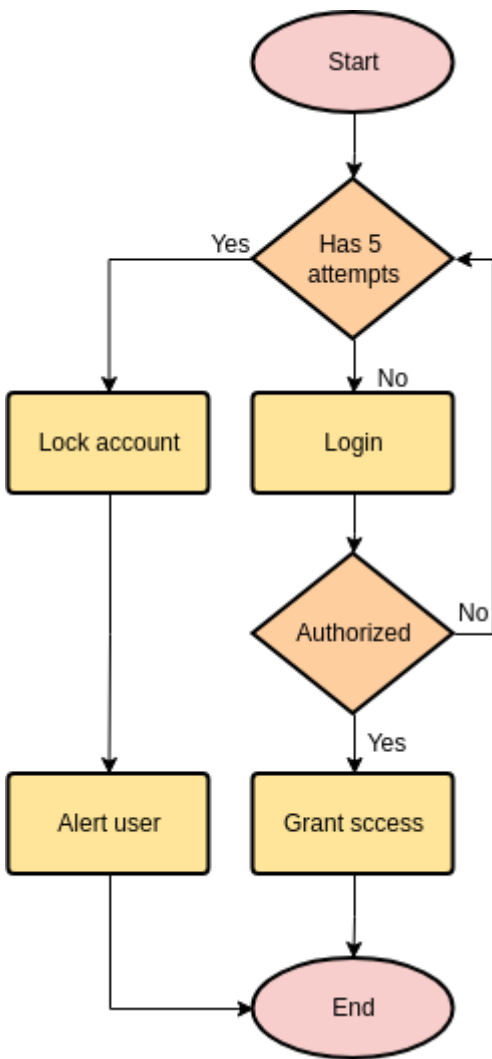 Start
Yes
Has 5
attempts
No
Lock account
Login
Authorized
No
Yes
Alert user
Grant sccess
End